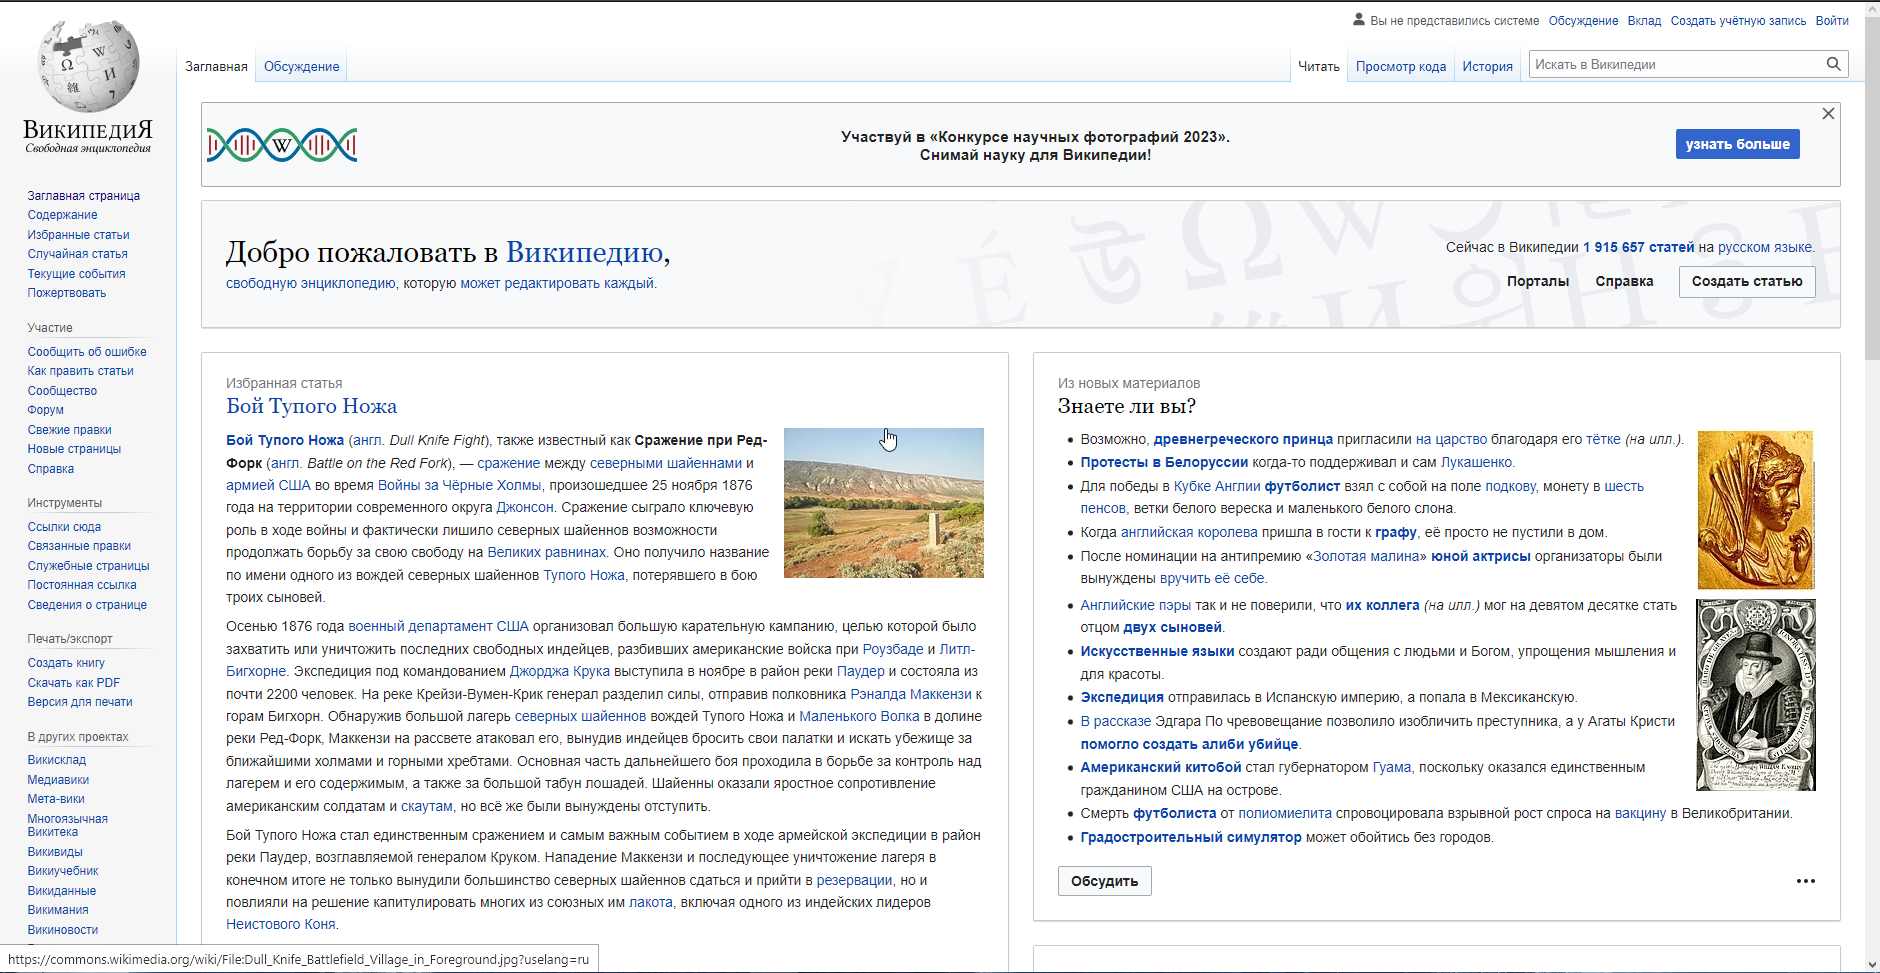 Вы не представились системе Обсуждение Вклад Создать учётную запись Войти
Заглавная Обсуждение Читать Просмотр кода История Искать в Википедии
ВикипедиЯ
Свободная энциклопедия
Заглавная страница
Содержание
Избранные статьи
Случайная статья
Текущие события
Пожертвовать
Участие
Сообщить об ошибке
Как править статьи
Сообщество
Форум
Свежие правки
Новые страницы
Справка
Инструменты
Ссылки сюда
Связанные правки
Служебные страницы
Постоянная ссылка
Сведения о странице
Печать/экспорт
Создать книгу
Скачать как PDF
Версия для печати
В других проектах
Викисклад
Медиавики
Мета-вики
Многоязычная
Викитека
Викивиды
Викиучебник
Викиданные
Викимания
Викиновости
W
Участвуй в «Конкурсе научных фотографий 2023».
Снимай науку для Википедии!
узнать больше
Добро пожаловать в Википедию,
свободную энциклопедию, которую может редактировать каждый.
Сейчас в Википедии 1 915 657 статей на русском языке.
Порталы Справка Создать статью
Избранная статья
Бой Тупого Ножа
Бой Тупого Ножа (англ. Dull Knife Fight), также известный как Сражение при Ред-
Форк (англ. Battle on the Red Fork), — сражение между северными шайеннами и
армией США во время Войны за Чёрные Холмы, произошедшее 25 ноября 1876
года на территории современного округа Джонсон. Сражение сыграло ключевую
роль в ходе войны и фактически лишило северных шайеннов возможности
продолжать борьбу за свою свободу на Великих равнинах. Оно получило название
по имени одного из вождей северных шайеннов Тупого Ножа, потерявшего в бою
троих сыновей.
Осенью 1876 года военный департамент США организовал большую карательную кампанию, целью которой было
захватить или уничтожить последних свободных индейцев, разбивших американские войска при Роузбаде и Литл-
Бигхорне. Экспедиция под командованием Джорджа Крука выступила в ноябре в район реки Паудер и состояла из
почти 2200 человек. На реке Крейзи-Вумен-Крик генерал разделил силы, отправив полковника Рэналда Маккензи к
горам Бигхорн. Обнаружив большой лагерь северных шайеннов вождей Тупого Ножа и Маленького Волка в долине
реки Ред-Форк, Маккензи на рассвете атаковал его, вынудив индейцев бросить свои палатки и искать убежище за
ближайшими холмами и горными хребтами. Основная часть дальнейшего боя проходила в борьбе за контроль над
лагерем и его содержимым, а также за большой табун лошадей. Шайенны оказали яростное сопротивление
американским солдатам и скаутам, но всё же были вынуждены отступить.
Бой Тупого Ножа стал единственным сражением и самым важным событием в ходе армейской экспедиции в район
реки Паудер, возглавляемой генералом Круком. Нападение Маккензи и последующее уничтожение лагеря в
конечном итоге не только вынудили большинство северных шайеннов сдаться и прийти в резервации, но и
повлияли на решение капитулировать многих из союзных им лакота, включая одного из индейских лидеров
Неистового Коня.
Из новых материалов
Знаете ли вы?
Возможно, древнегреческого принца пригласили на царство благодаря его тётке (на илл.).
Протесты в Белоруссии когда-то поддерживал и сам Лукашенко.
Для победы в Кубке Англии футболист взял с собой на поле подкову, монету в шесть
пенсов, ветки белого вереска и маленького белого слона.
Когда английская королева пришла в гости к графу, её просто не пустили в дом.
После номинации на антипремию «Золотая малина» юной актрисы организаторы были
вынуждены вручить её себе.
Английские пэры так и не поверили, что их коллега (на илл.) мог на девятом десятке стать
отцом двух сыновей.
Искусственные языки создают ради общения с людьми и Богом, упрощения мышления и
для красоты.
Экспедиция отправилась в Испанскую империю, а попала в Мексиканскую.
В рассказе Эдгара По чревовещание позволило изобличить преступника, а у Агаты Кристи
помогло создать алиби убийце.
Американский китобой стал губернатором Гуама, поскольку оказался единственным
гражданином США на острове.
Смерть футболиста от полиомиелита спровоцировала взрывной рост спроса на вакцину в Великобритании.
Градостроительный симулятор может обойтись без городов.
Обсудить
https://commons.wikimedia.org/wiki/File:Dull_Knife_Battlefield_Village_in_Foreground.jpg?uselang=ru